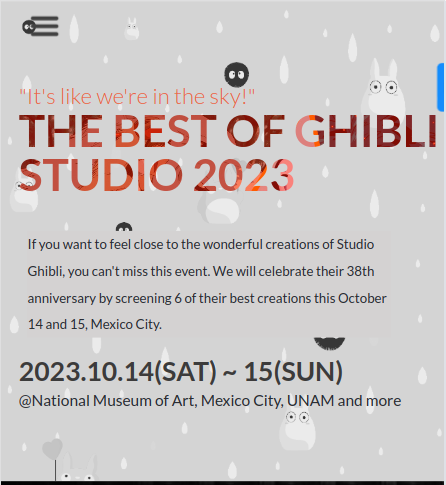 "It's like we're in the sky!"
THE BEST OF GHIBLI
STUDIO 2023
If you want to feel close to the wonderful creations of Studio
Ghibli, you can't miss this event. We will celebrate their 38th
anniversary by screening 6 of their best creations this October
14 and 15, Mexico City.
2023.10.14(SAT) ~ 15(SUN)
@National Museum of Art, Mexico City, UNAM and more